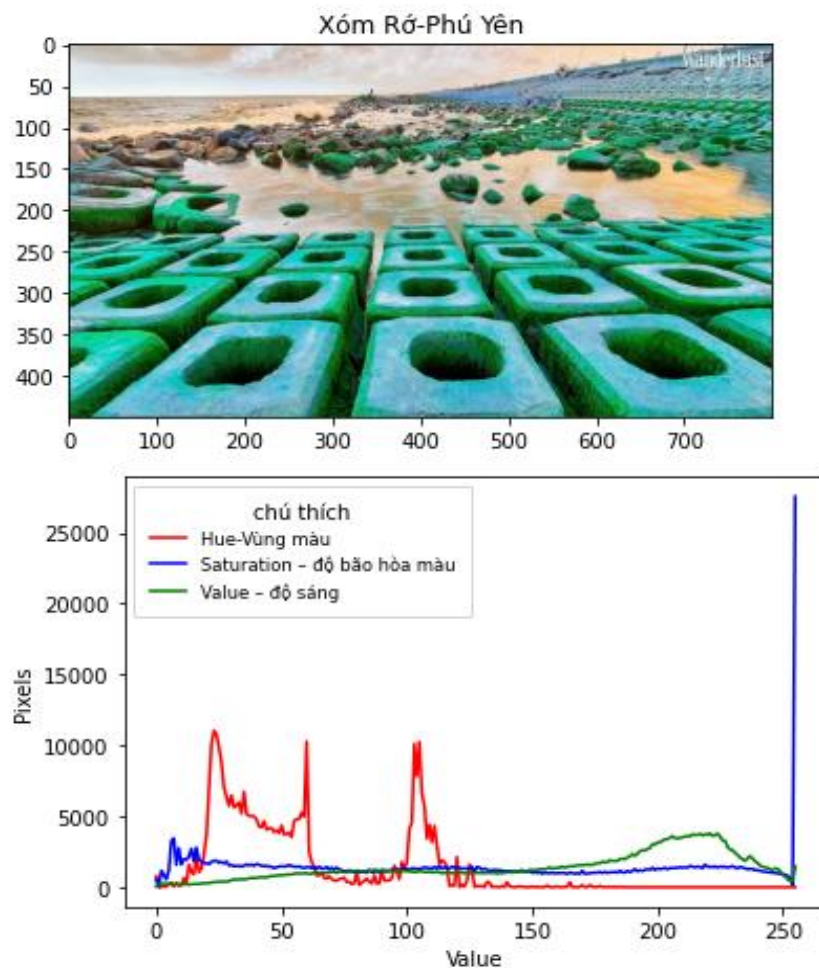 Xóm Rớ-Phú Yên
Wanderlust
0
50
100
150
200
250
300
350
400
0 100 200 300 400 500 600 700
chú thích
Hue-Vùng màu
Saturation – độ bão hòa màu
Value – độ sáng
25000
20000
15000
10000
5000
0
Pixels
0 50 100 150 200 250
Value